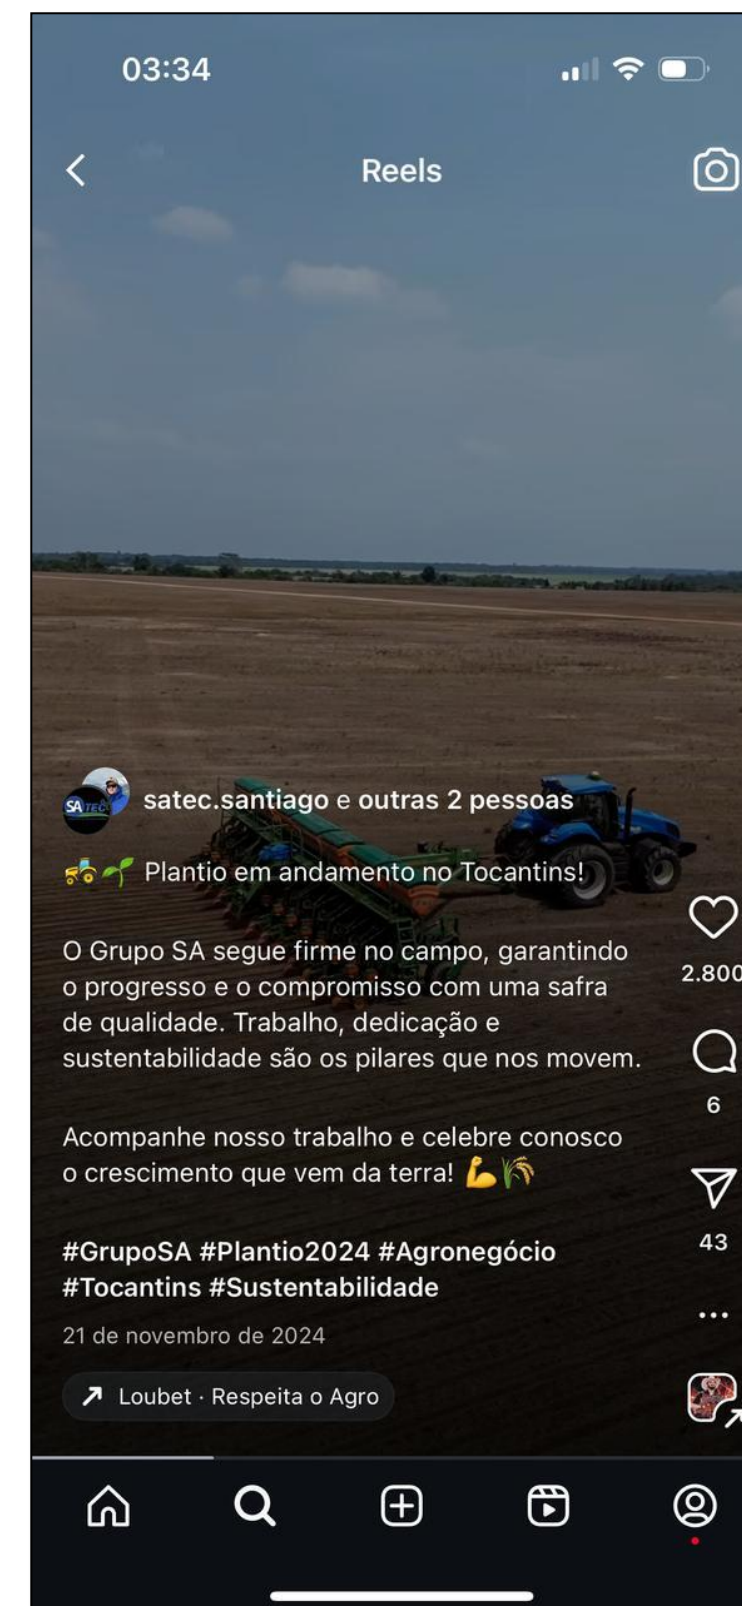 03:34
Reels
SATEC
satec.santiago e outras 2 pessoas
🚜🌱 Plantio em andamento no Tocantins!
O Grupo SA segue firme no campo, garantindo
o progresso e o compromisso com uma safra
de qualidade. Trabalho, dedicação e
sustentabilidade são os pilares que nos movem.
Acompanhe nosso trabalho e celebre conosco
o crescimento que vem da terra! 💪🌾
#GrupoSA #Plantio2024 #Agronegócio
#Tocantins #Sustentabilidade
21 de novembro de 2024
Loubet · Respeita o Agro
2.800
6
43